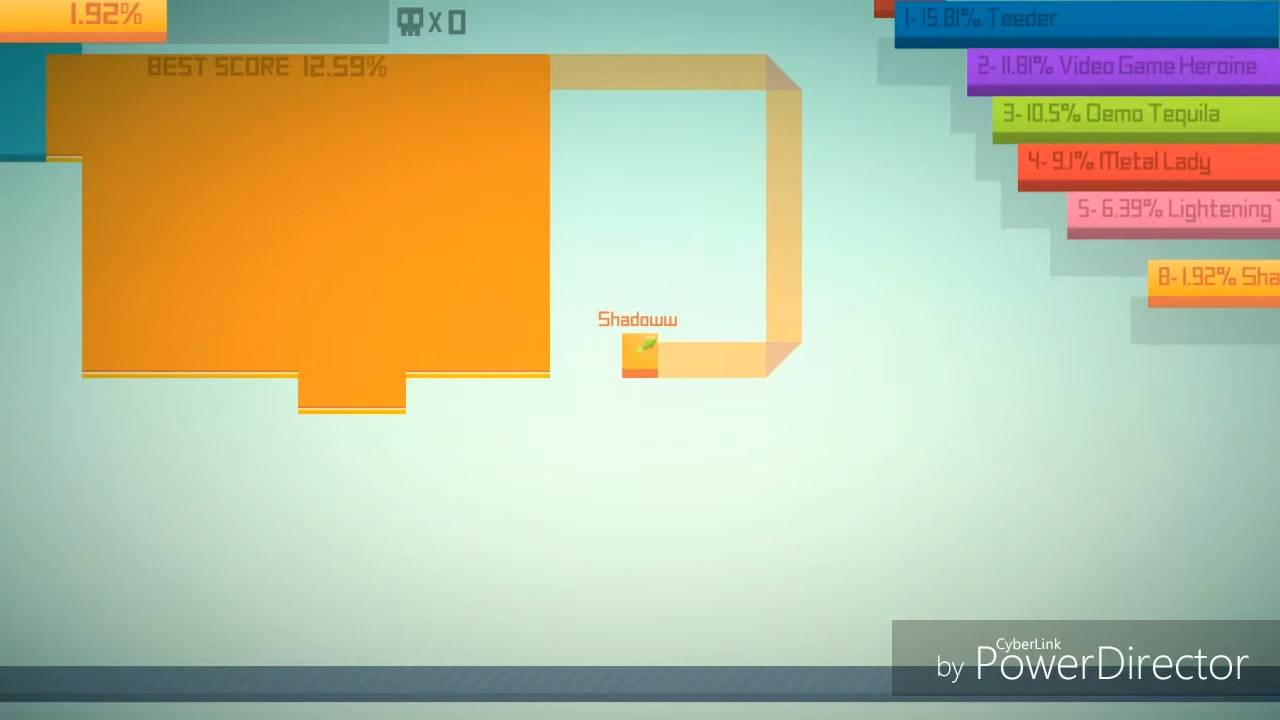 1.92%
x 0
BEST SCORE 12.59%
1- 15.81% Teeder
2- 11.81% Video Game Heroine
3- 10.5% Demo Tequila
4- 9.1% Metal Lady
5- 6.39% Lightening
8- 1.92% Sha
Shadoww
CyberLink
by PowerDirector